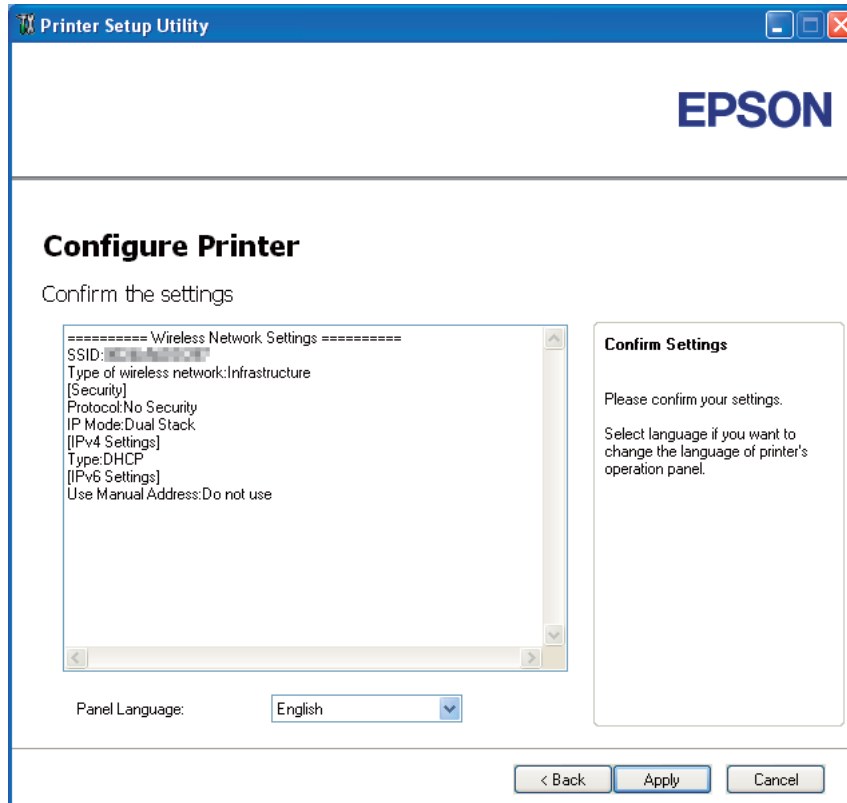 Printer Setup Utility
EPSON
Configure Printer
Confirm the settings
========== Wireless Network Settings ==========
SSID:
Type of wireless network:Infrastructure
[Security]
Protocol:No Security
IP Mode:Dual Stack
[IPv4 Settings]
Type:DHCP
[IPv6 Settings]
Use Manual Address:Do not use
Confirm Settings
Please confirm your settings.
Select language if you want to
change the language of printer's
operation panel.
Panel Language:
English
< Back
Apply
Cancel